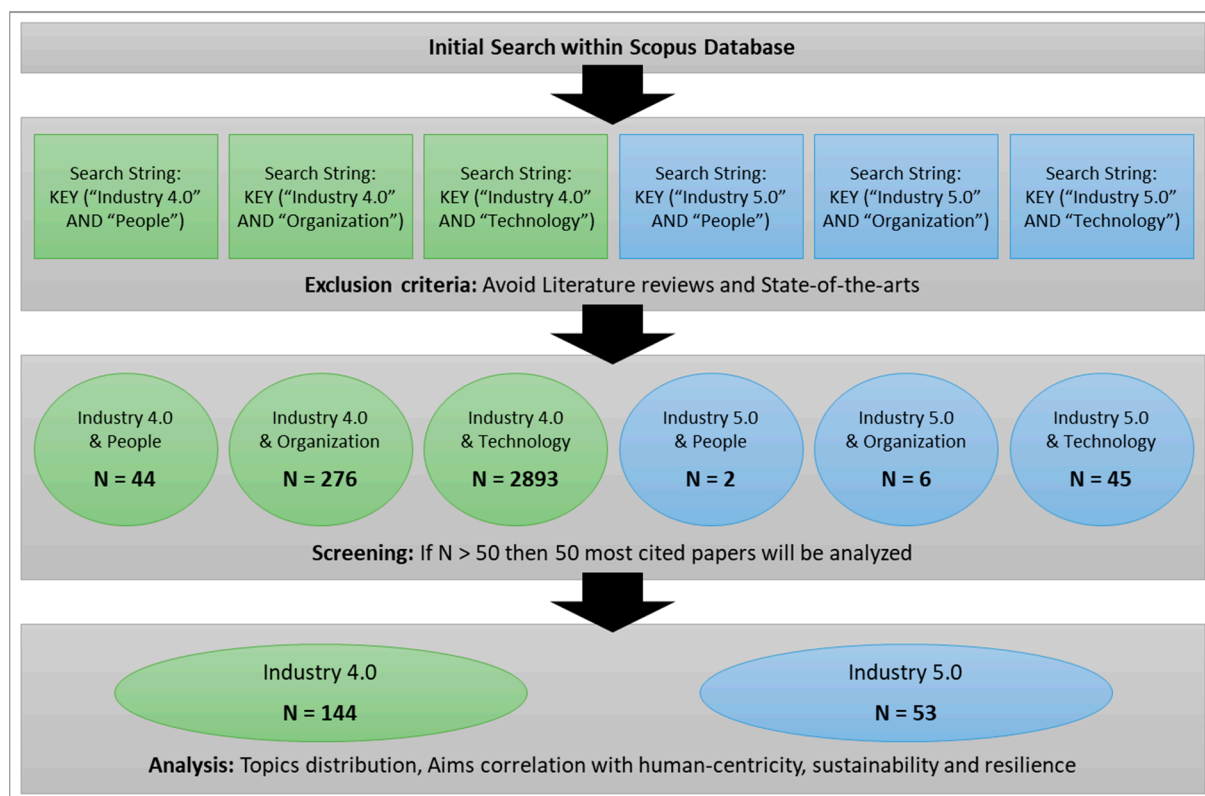 Initial Search within Scopus Database
Search String:
KEY (“Industry 4.0”
AND “People”)
Search String:
KEY (“Industry 4.0”
AND “Organization”)
Search String:
KEY (“Industry 4.0”
AND “Technology”)
Search String:
KEY (“Industry 5.0”
AND “People”)
Search String:
KEY (“Industry 5.0”
AND “Organization”)
Search String:
KEY (“Industry 5.0”
AND “Technology”)
Exclusion criteria: Avoid Literature reviews and State-of-the-arts
Industry 4.0
& People
N = 44
Industry 4.0
& Organization
N = 276
Industry 4.0
& Technology
N = 2893
Industry 5.0
& People
N = 2
Industry 5.0
& Organization
N = 6
Industry 5.0
& Technology
N = 45
Screening: If N > 50 then 50 most cited papers will be analyzed
Industry 4.0
N = 144
Industry 5.0
N = 53
Analysis: Topics distribution, Aims correlation with human-centricity, sustainability and resilience